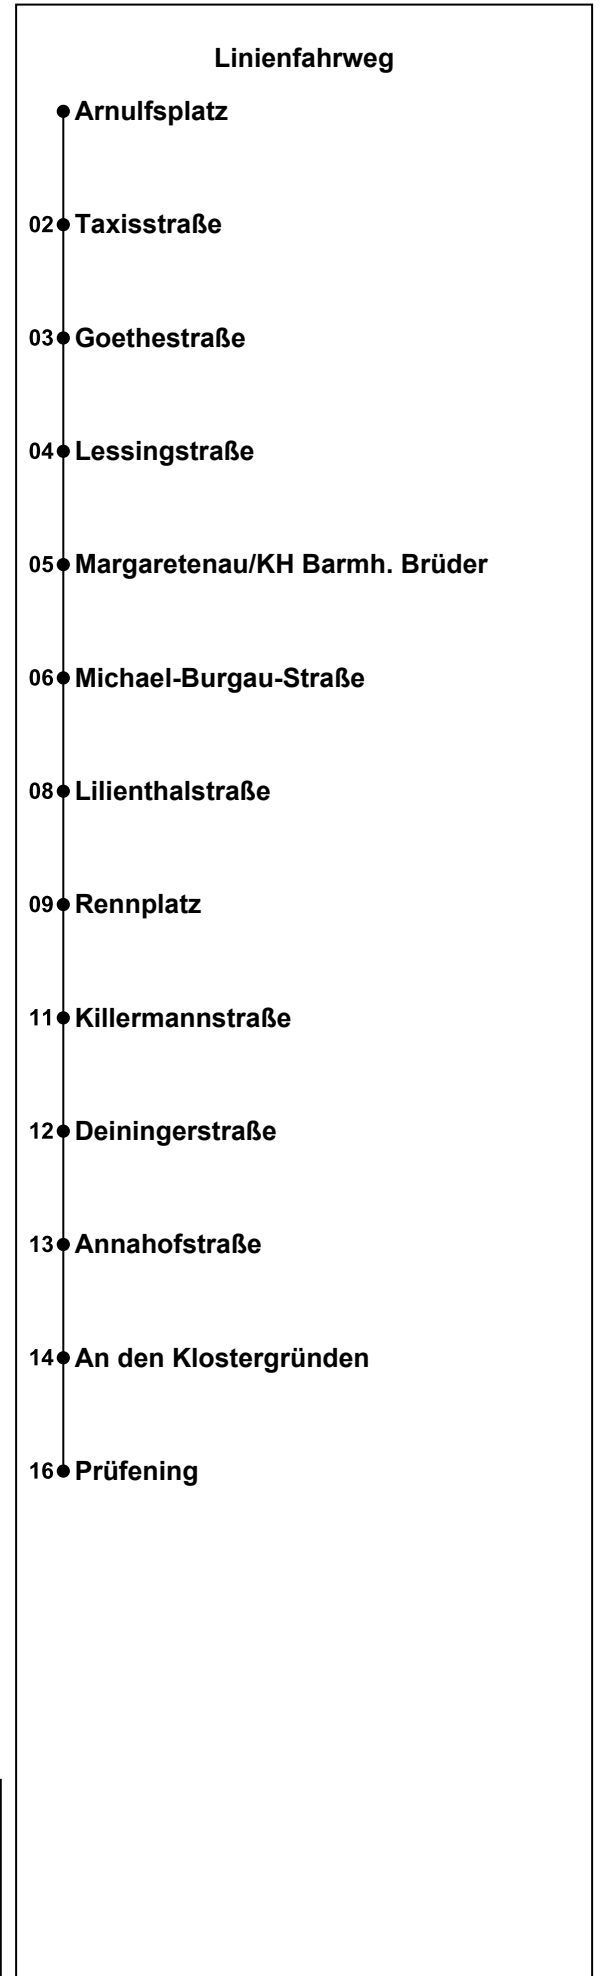 Linienfahrweg
Arnulfsplatz
02 Taxisstraße
03 Goethestraße
04 Lessingstraße
05 Margaretenau/KH Barmh. Brüder
06 Michael-Burgau-Straße
08 Lilienthalstraße
09 Rennplatz
11 Killermannstraße
12 Deiningerstraße
13 Annahofstraße
14 An den Klostergründen
16 Prüfening